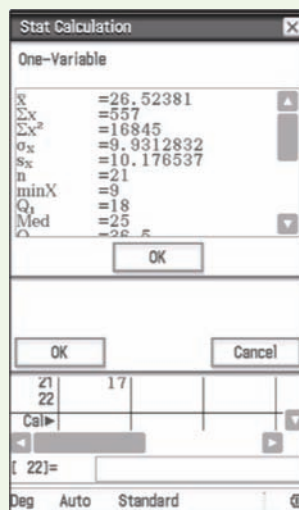 Stat Calculation
One-Variable
x̄ =26.52381
Σx =557
Σx² =16845
σx =9.9312832
sx =10.176537
n =21
minX =9
Q₁ =18
Med =25
OK
OK Cancel
21 17
22
Cal▶
[ 22]=
Deg Auto Standard